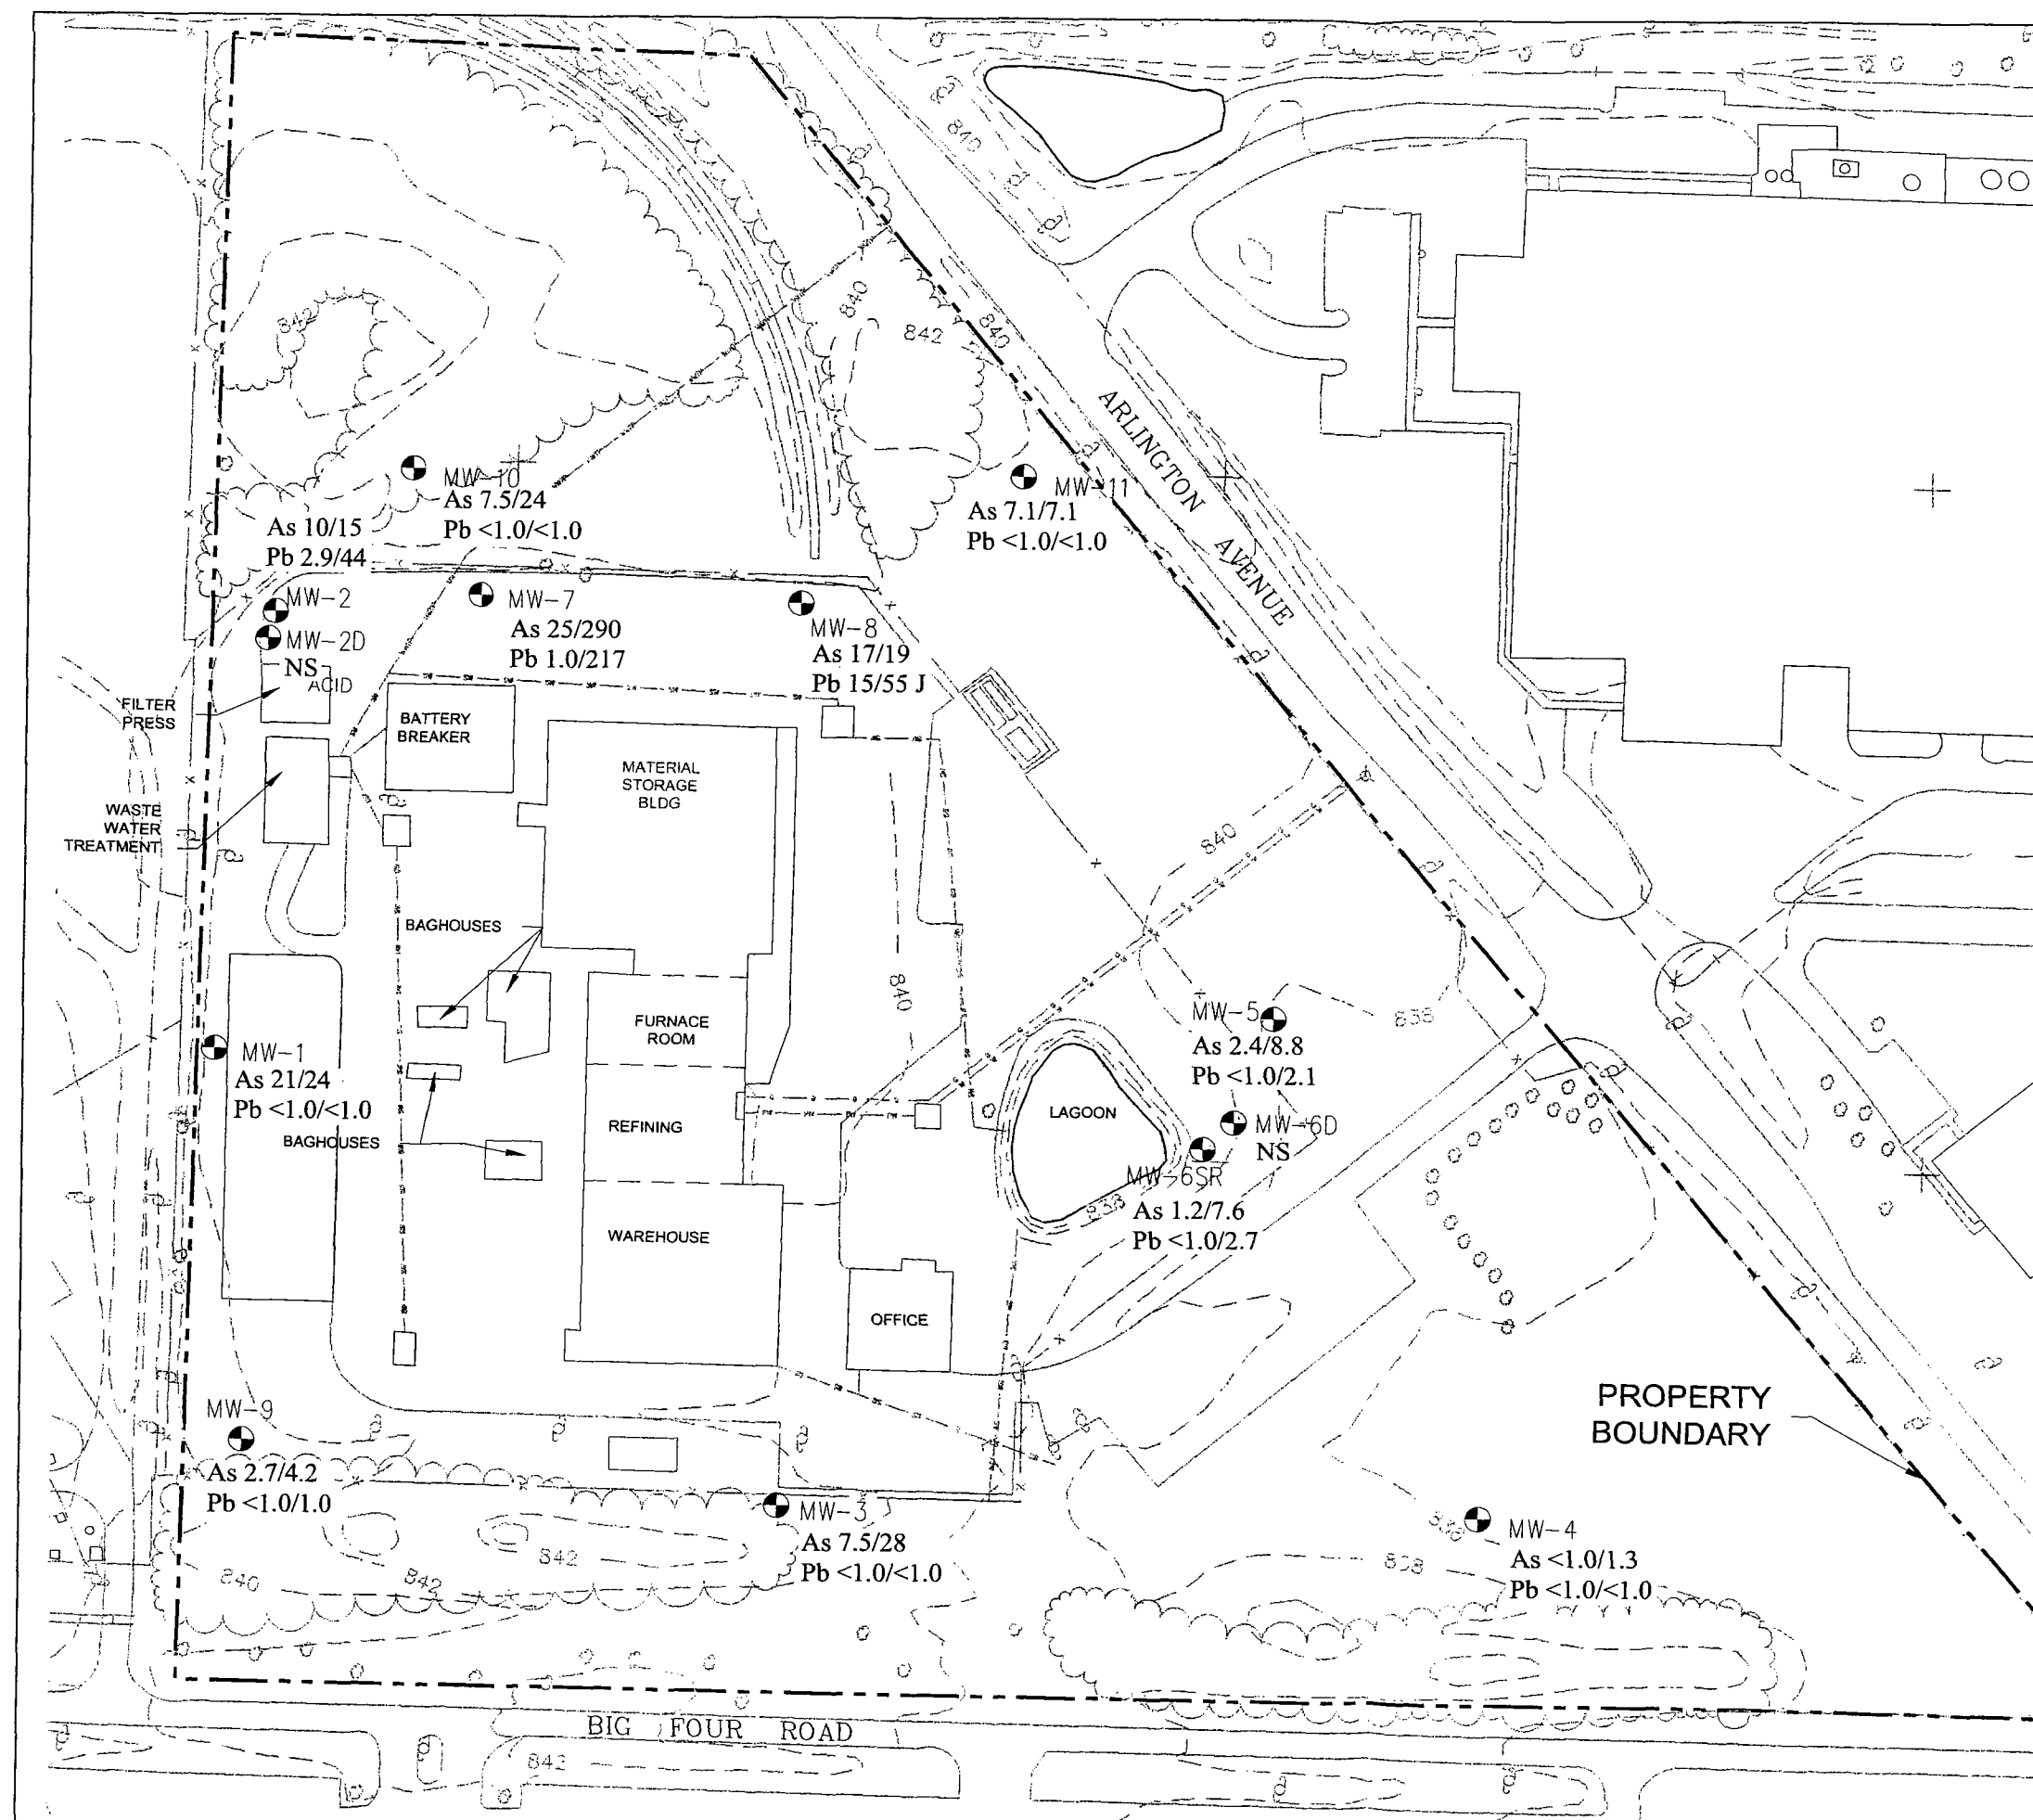 840
842
840
842
840
ARLINGTON
AVENUE
MW-10
As 7.5/24
Pb <1.0/<1.0
MW-11
As 7.1/7.1
Pb <1.0/<1.0
As 10/15
Pb 2.9/44
MW-2
MW-2D
NS
ACID
MW-7
As 25/290
Pb 1.0/217
MW-8
As 17/19
Pb 15/55 J
FILTER
PRESS
BATTERY
BREAKER
MATERIAL
STORAGE
BLDG
WASTE
WATER
TREATMENT
840
BAGHOUSES
840
FURNACE
ROOM
MW-5
838
As 2.4/8.8
Pb <1.0/2.1
MW-1
As 21/24
Pb <1.0/<1.0
BAGHOUSES
REFINING
LAGOON
MW-6D
NS
MW-6SR
838
As 1.2/7.6
Pb <1.0/2.7
WAREHOUSE
OFFICE
PROPERTY
BOUNDARY
MW-9
As 2.7/4.2
Pb <1.0/1.0
MW-3
As 7.5/28
Pb <1.0/<1.0
838
MW-4
As <1.0/1.3
Pb <1.0/<1.0
838
842
840
842
BIG FOUR ROAD
842